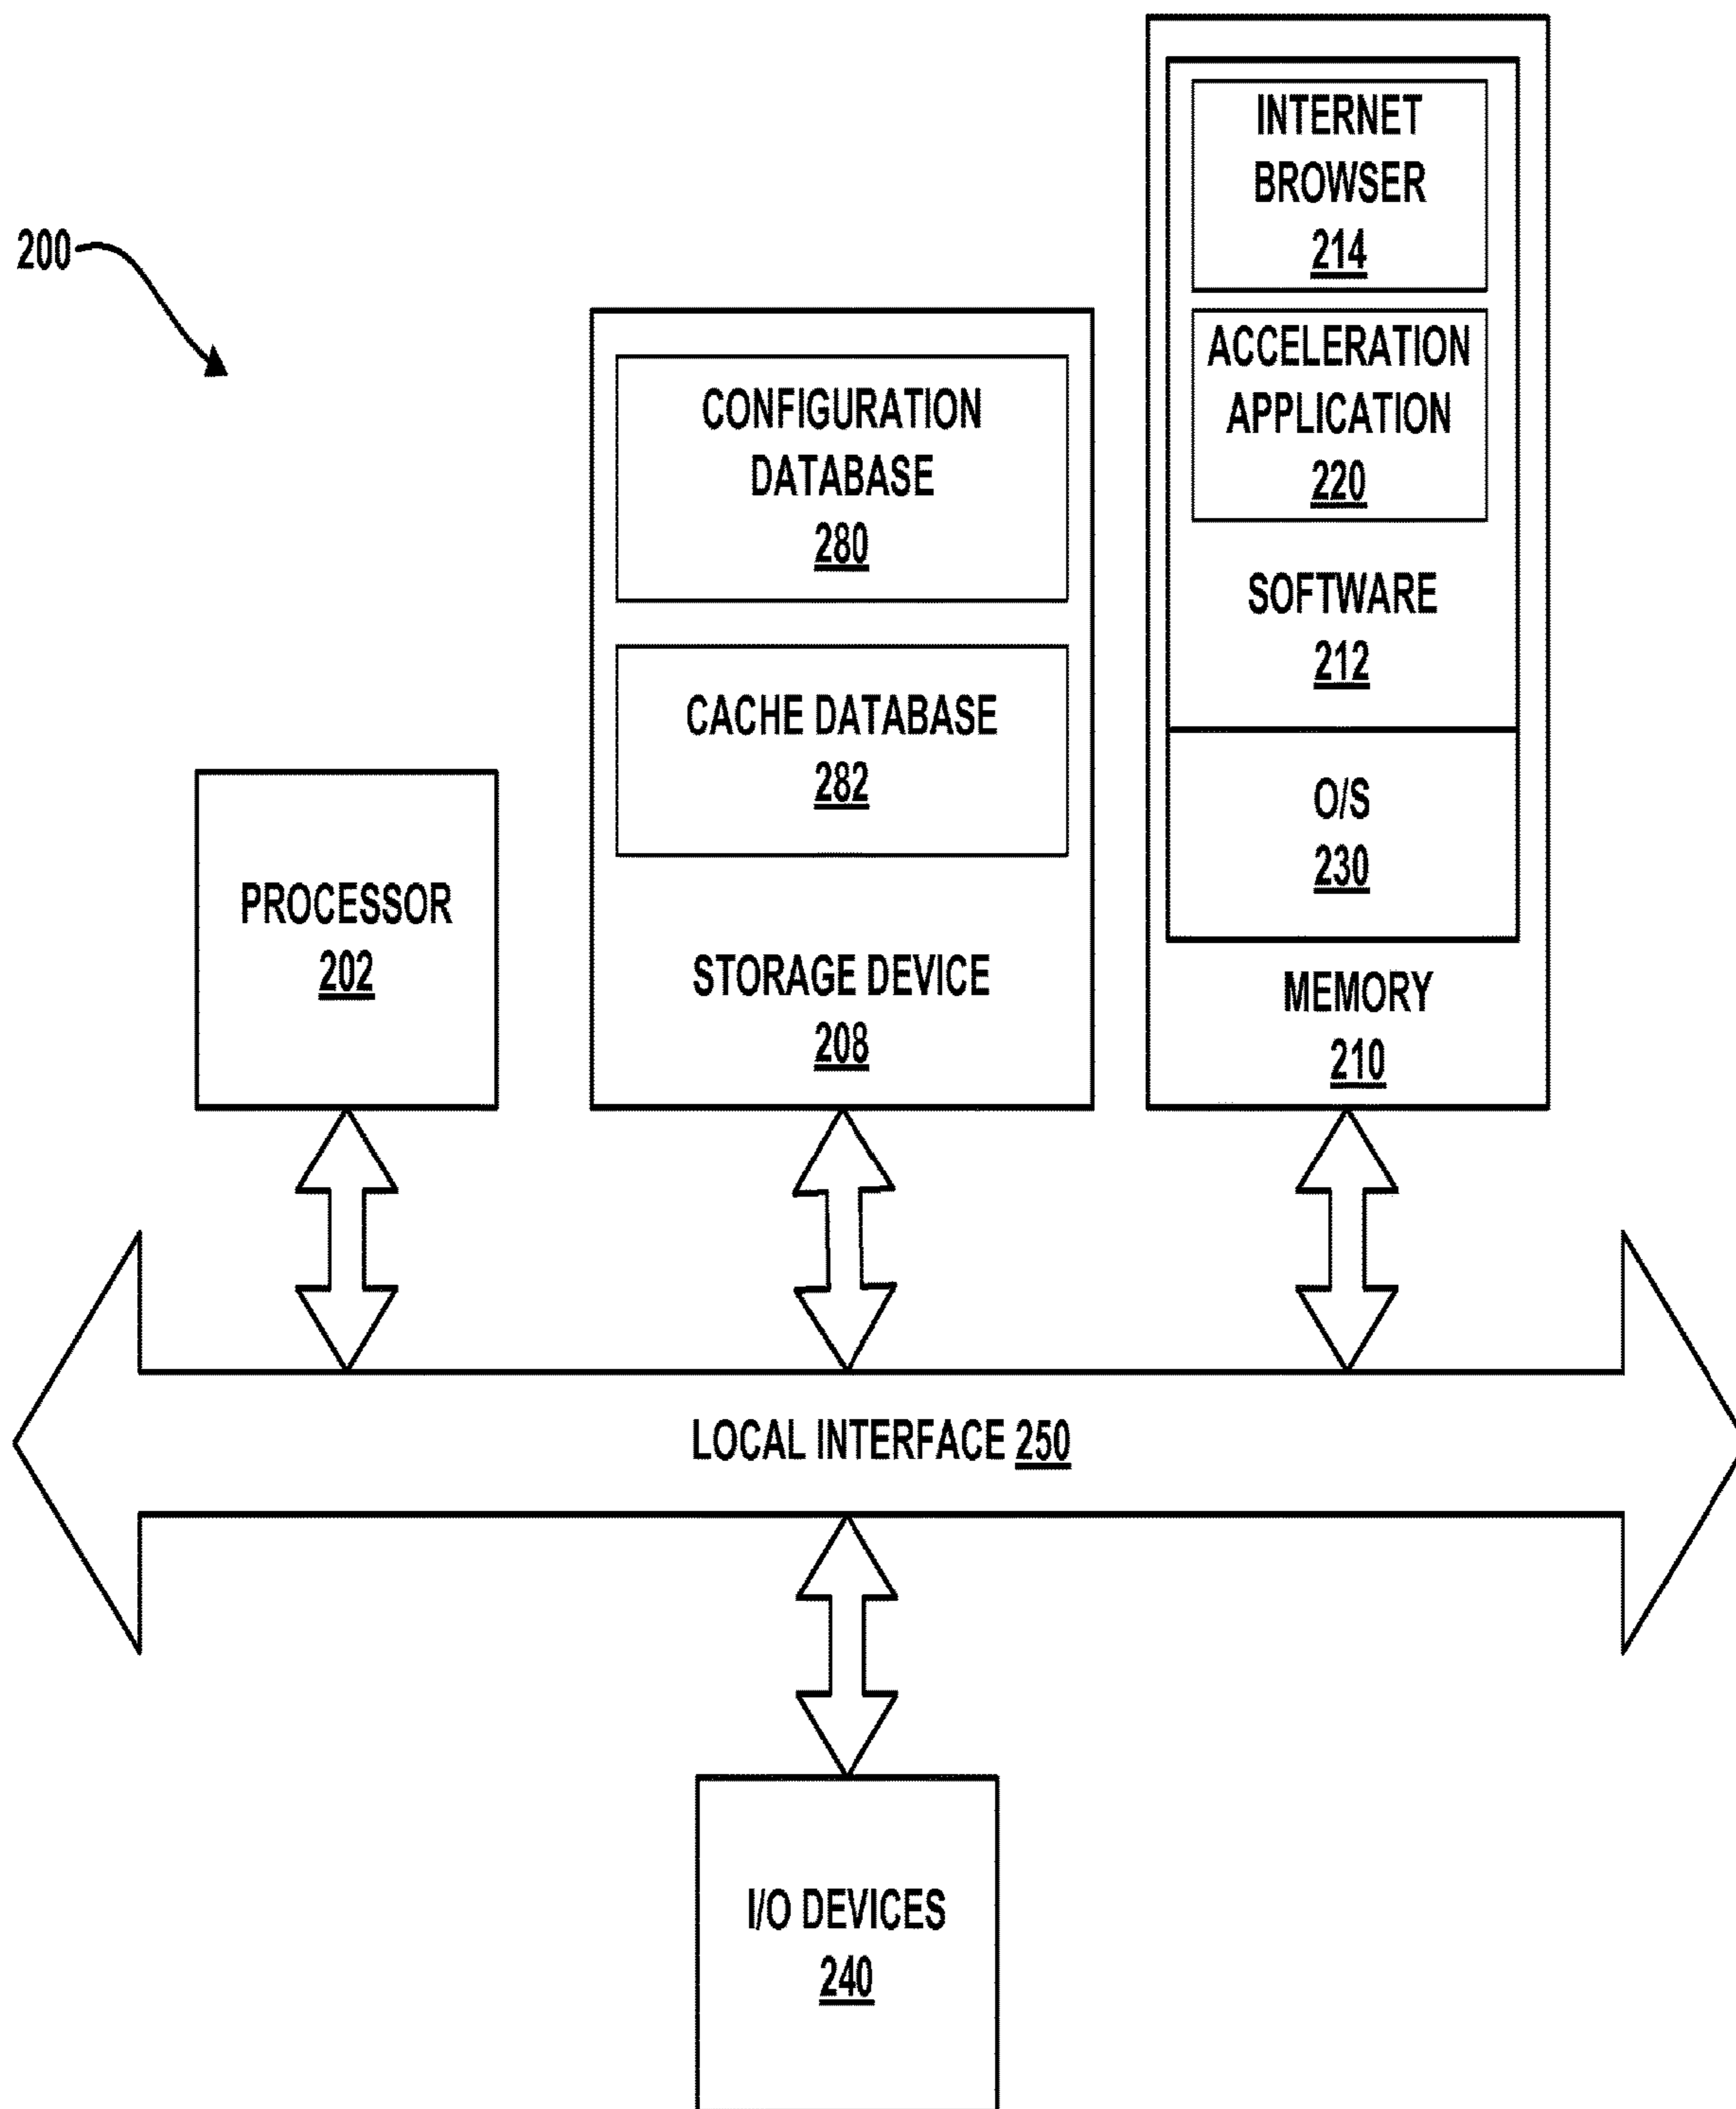 INTERNET
BROWSER
214
200
ACCELERATION
APPLICATION
220
CONFIGURATION
DATABASE
280
SOFTWARE
212
CACHE DATABASE
282
O/S
230
PROCESSOR
202
STORAGE DEVICE
208
MEMORY
210
LOCAL INTERFACE 250
I/O DEVICES
240